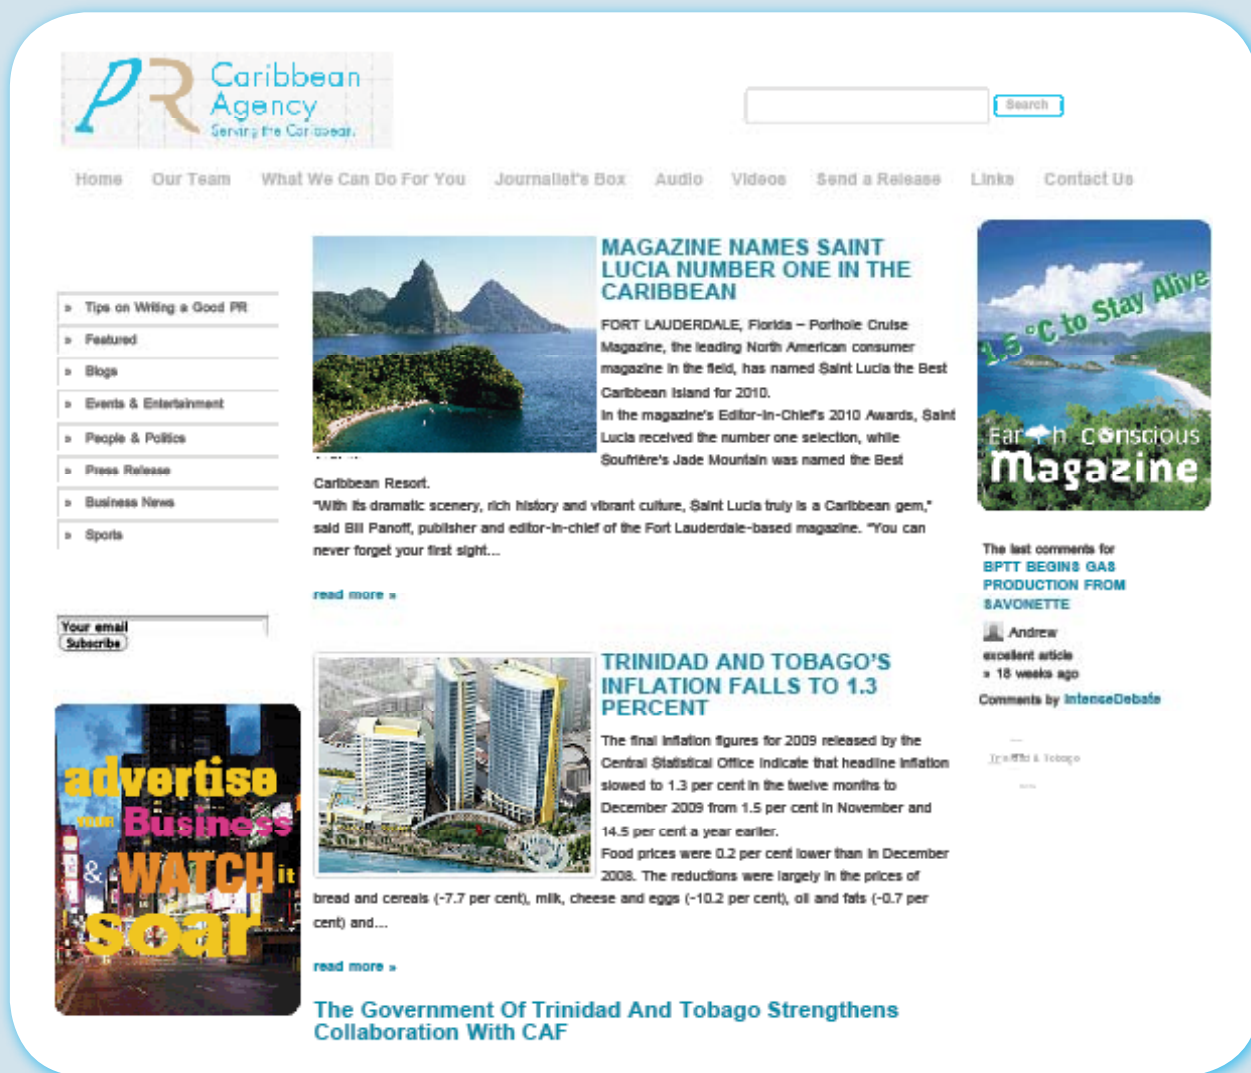 PR Caribbean
Agency
Serving the Caribbean.
Search
Home Our Team What We Can Do For You Journalist's Box Audio Videos Send a Release Links Contact Us
» Tips on Writing a Good PR
» Featured
» Blogs
» Events & Entertainment
» People & Politics
» Press Release
» Business News
» Sports
Your email
Subscribe
advertise
YOUR Business
& WATCH it
soar
MAGAZINE NAMES SAINT
LUCIA NUMBER ONE IN THE
CARIBBEAN
FORT LAUDERDALE, Florida – Porthole Cruise
Magazine, the leading North American consumer
magazine in the field, has named Saint Lucia the Best
Caribbean Island for 2010.
In the magazine's Editor-in-Chief's 2010 Awards, Saint
Lucia received the number one selection, while
Soufrière's Jade Mountain was named the Best
Caribbean Resort.
"With its dramatic scenery, rich history and vibrant culture, Saint Lucia truly is a Caribbean gem,"
said Bill Panoff, publisher and editor-in-chief of the Fort Lauderdale-based magazine. "You can
never forget your first sight...
read more »
TRINIDAD AND TOBAGO'S
INFLATION FALLS TO 1.3
PERCENT
The final inflation figures for 2009 released by the
Central Statistical Office indicate that headline inflation
slowed to 1.3 per cent in the twelve months to
December 2009 from 1.5 per cent in November and
14.5 per cent a year earlier.
Food prices were 0.2 per cent lower than in December
2008. The reductions were largely in the prices of
bread and cereals (-7.7 per cent), milk, cheese and eggs (-10.2 per cent), oil and fats (-0.7 per
cent) and...
read more »
The Government Of Trinidad And Tobago Strengthens
Collaboration With CAF
1.5 °C to Stay Alive
Earth Conscious
Magazine
The last comments for
BPTT BEGINS GAS
PRODUCTION FROM
SAVONETTE
Andrew
excellent article
» 18 weeks ago
Comments by IntenseDebate
Trinidad & Tobago